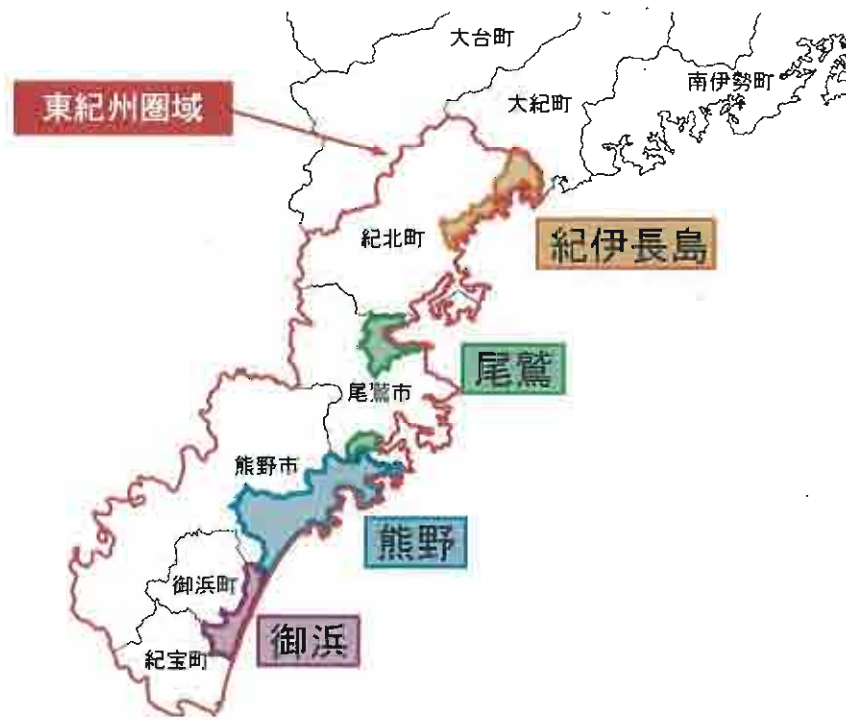 大台町
南伊勢町
大紀町
東紀州圏域
紀北町
紀伊長島
尾鷲
尾鷲市
熊野市
熊野
御浜町
御浜
紀宝町